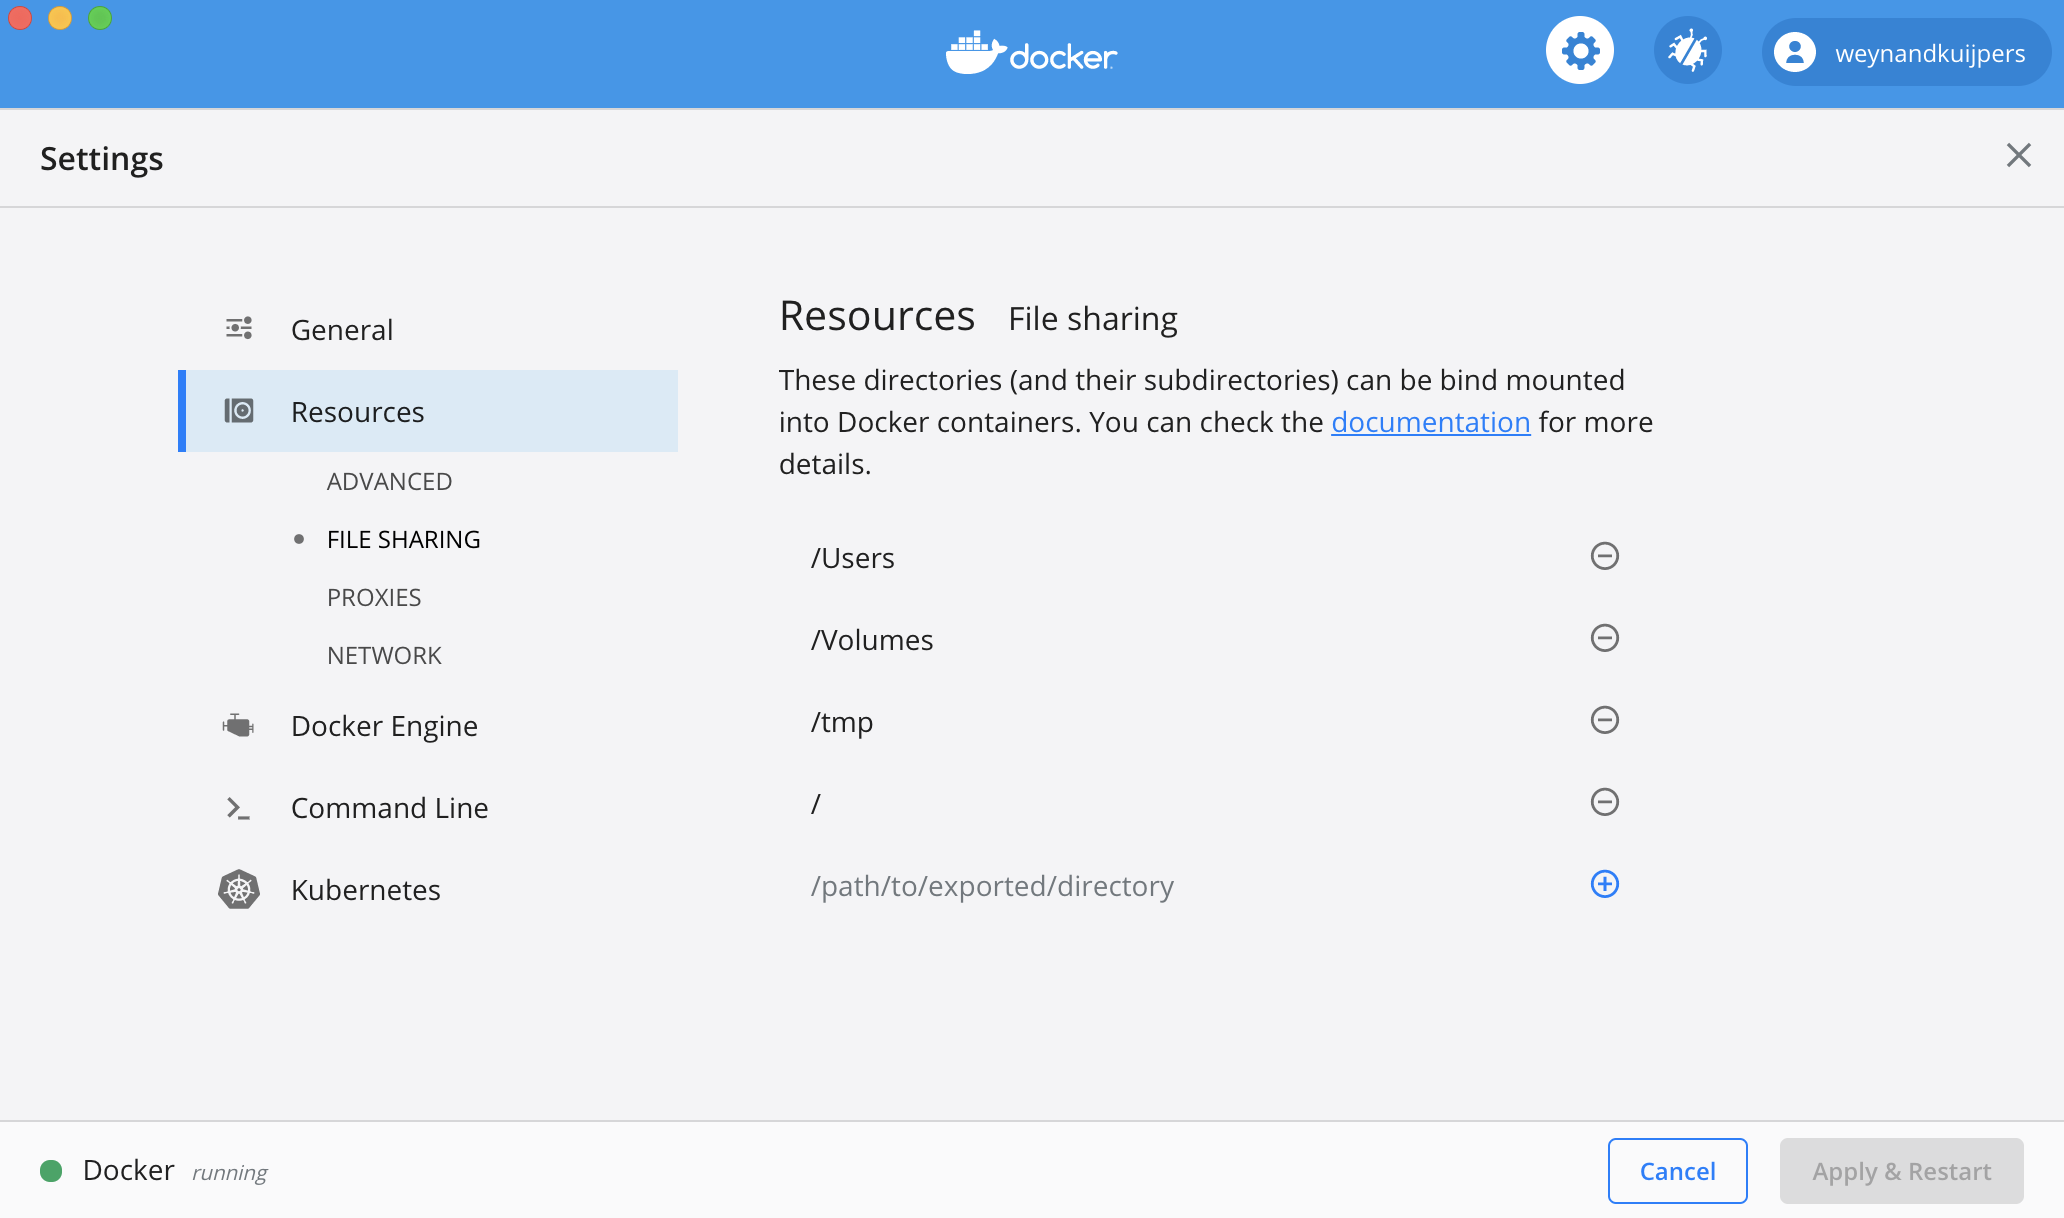 docker
weynandkuijpers
Settings
General
Resources
ADVANCED
FILE SHARING
PROXIES
NETWORK
Docker Engine
Command Line
Kubernetes
Resources File sharing
These directories (and their subdirectories) can be bind mounted
into Docker containers. You can check the documentation for more
details.
/Users
/Volumes
/tmp
/
/path/to/exported/directory
Docker running
Cancel
Apply & Restart